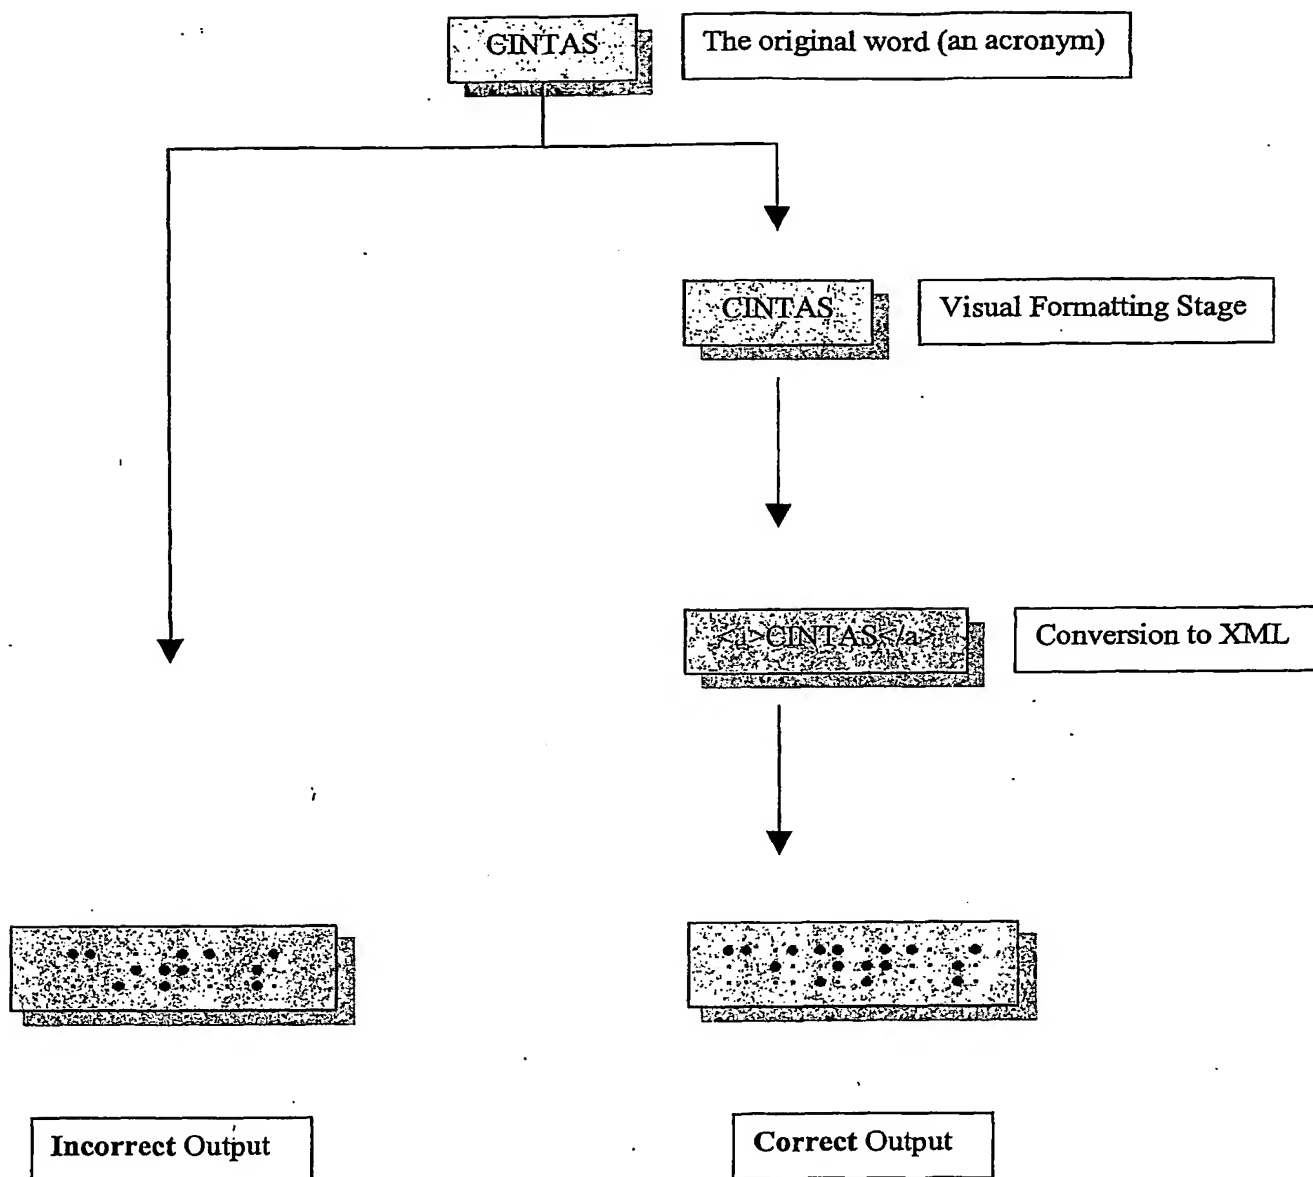 CINTAS
The original word (an acronym)
CINTAS
Visual Formatting Stage
<a>CINTAS</a>
Conversion to XML
⠉⠔⠞⠁⠎
⠉⠊⠝⠞⠁⠎
Incorrect Output
Correct Output